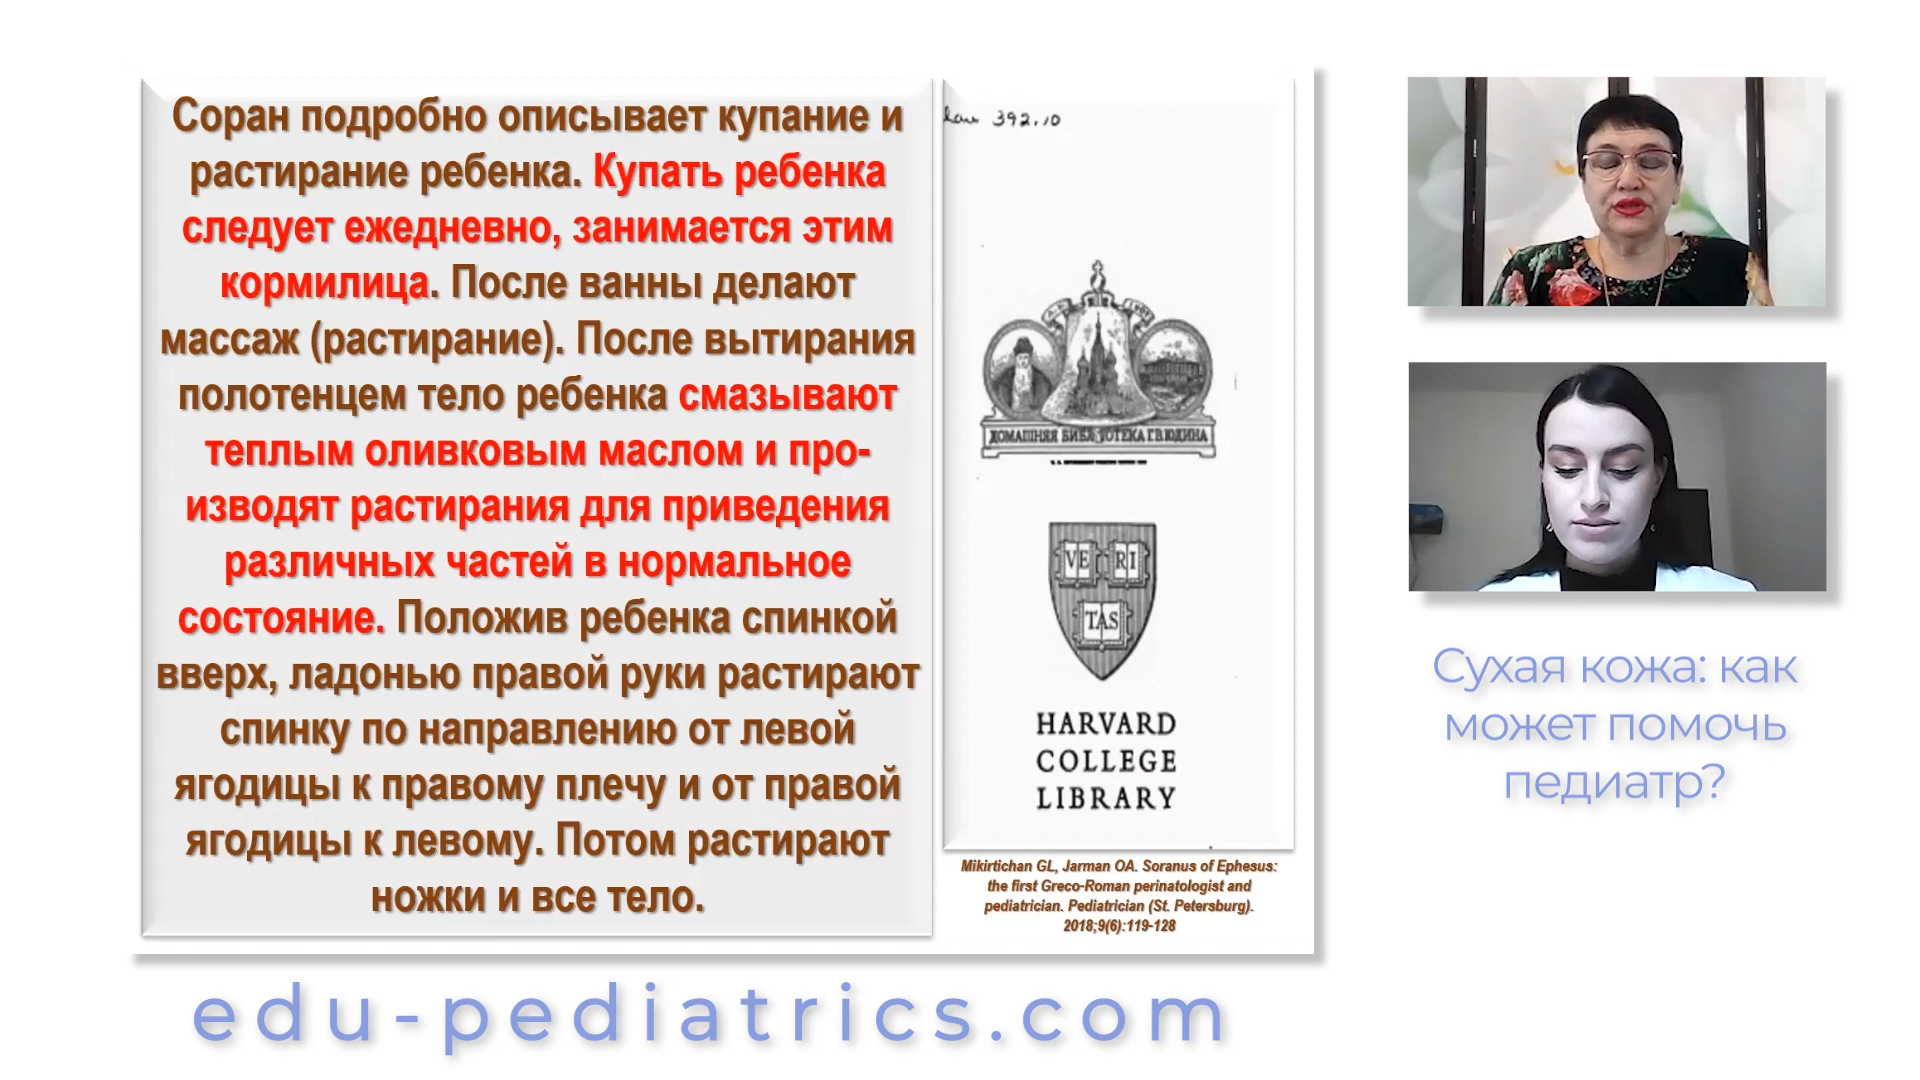 Соран подробно описывает купание и
растирание ребенка. Купать ребенка
следует ежедневно, занимается этим
кормилица. После ванны делают
массаж (растирание). После вытирания
полотенцем тело ребенка смазывают
теплым оливковым маслом и про-
изводят растирания для приведения
различных частей в нормальное
состояние. Положив ребенка спинкой
вверх, ладонью правой руки растирают
спинку по направлению от левой
ягодицы к правому плечу и от правой
ягодицы к левому. Потом растирают
ножки и все тело.
392.10
ДОМАШНЯЯ БИБЛIОТЕКА Г.В. ЮДИНА
VE RI
TAS
HARVARD
COLLEGE
LIBRARY
Mikirtichan GL, Jarman OA. Soranus of Ephesus:
the first Greco-Roman perinatologist and
pediatrician. Pediatrician (St. Petersburg).
2018;9(6):119-128
Сухая кожа: как
может помочь
педиатр?
edu-pediatrics.com